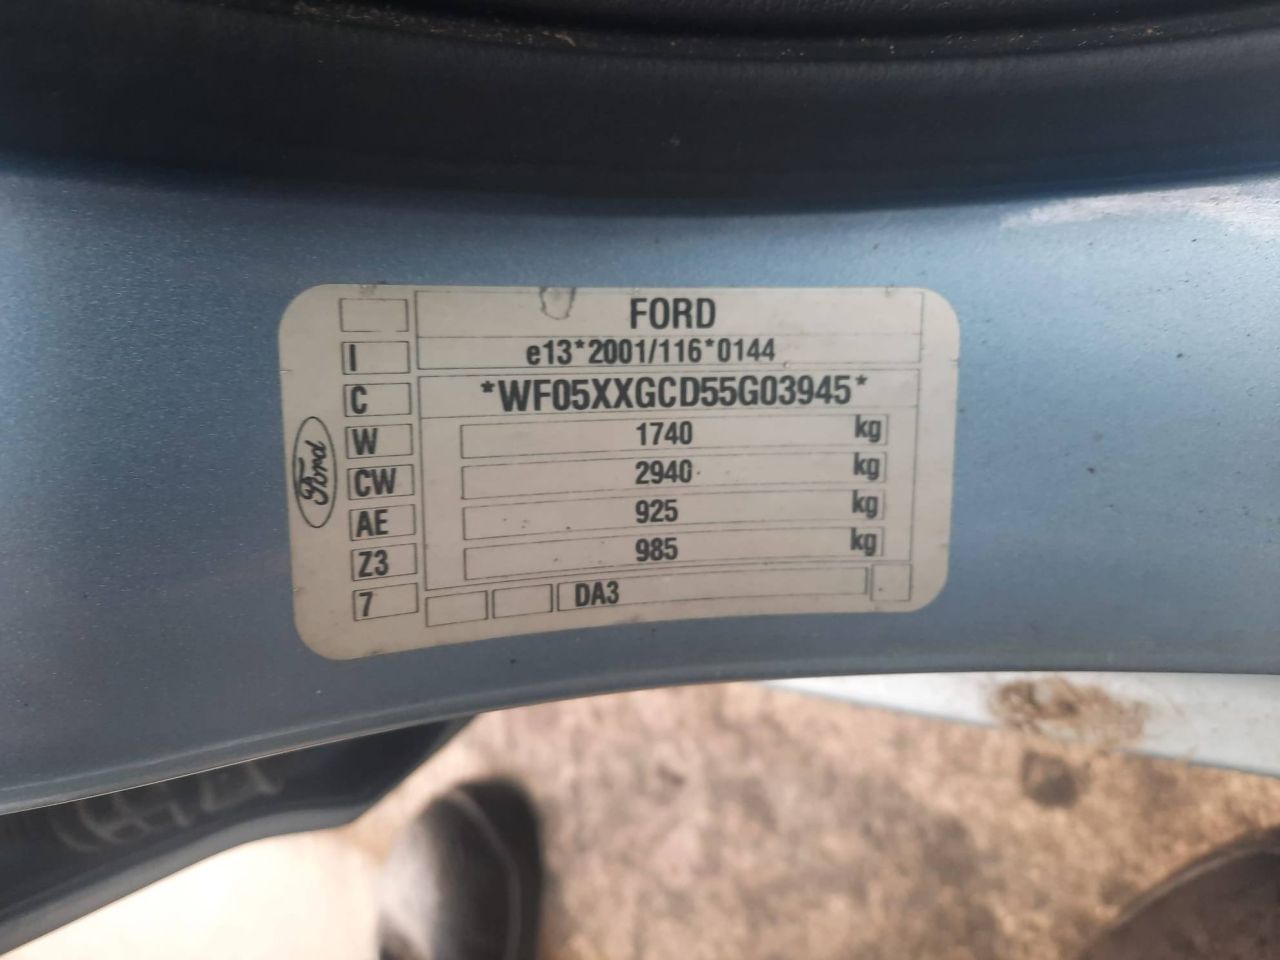 FORD
I e13*2001/116*0144
C *WF05XXGCD55G03945*
W 1740 kg
CW 2940 kg
AE 925 kg
Z3 985 kg
7 DA3
Ford